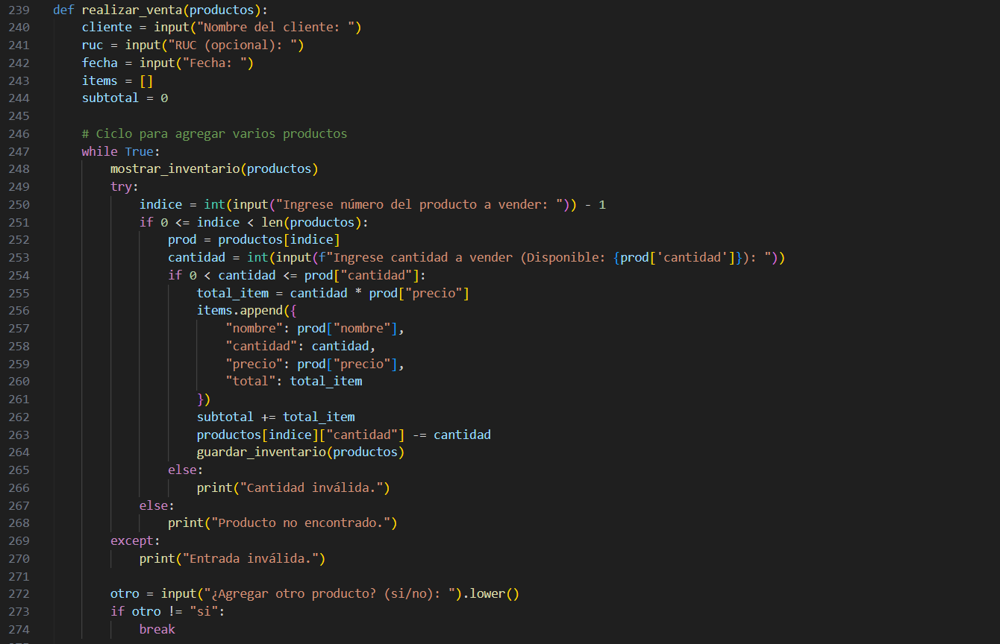 239 def realizar_venta(productos):
240     cliente = input("Nombre del cliente: ")
241     ruc = input("RUC (opcional): ")
242     fecha = input("Fecha: ")
243     items = []
244     subtotal = 0
245
246     # Ciclo para agregar varios productos
247     while True:
248         mostrar_inventario(productos)
249         try:
250             indice = int(input("Ingrese número del producto a vender: ")) - 1
251             if 0 <= indice < len(productos):
252                 prod = productos[indice]
253                 cantidad = int(input(f"Ingrese cantidad a vender (Disponible: {prod['cantidad']}): "))
254                 if 0 < cantidad <= prod["cantidad"]:
255                     total_item = cantidad * prod["precio"]
256                     items.append({
257                         "nombre": prod["nombre"],
258                         "cantidad": cantidad,
259                         "precio": prod["precio"],
260                         "total": total_item
261                     })
262                     subtotal += total_item
263                     productos[indice]["cantidad"] -= cantidad
264                     guardar_inventario(productos)
265                 else:
266                     print("Cantidad inválida.")
267             else:
268                 print("Producto no encontrado.")
269         except:
270             print("Entrada inválida.")
271
272         otro = input("¿Agregar otro producto? (si/no): ").lower()
273         if otro != "si":
274             break